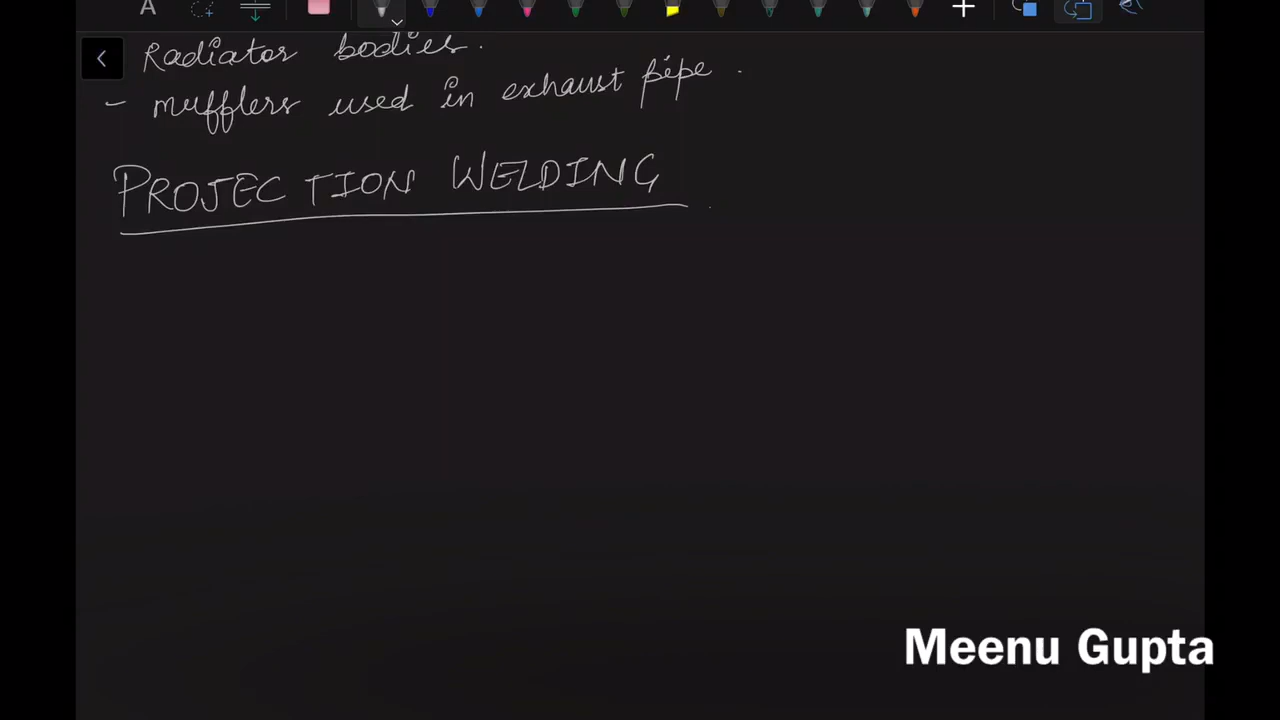 A
Radiator bodies.
- mufflers used in exhaust pipe.
PROJECTION WELDING
Meenu Gupta